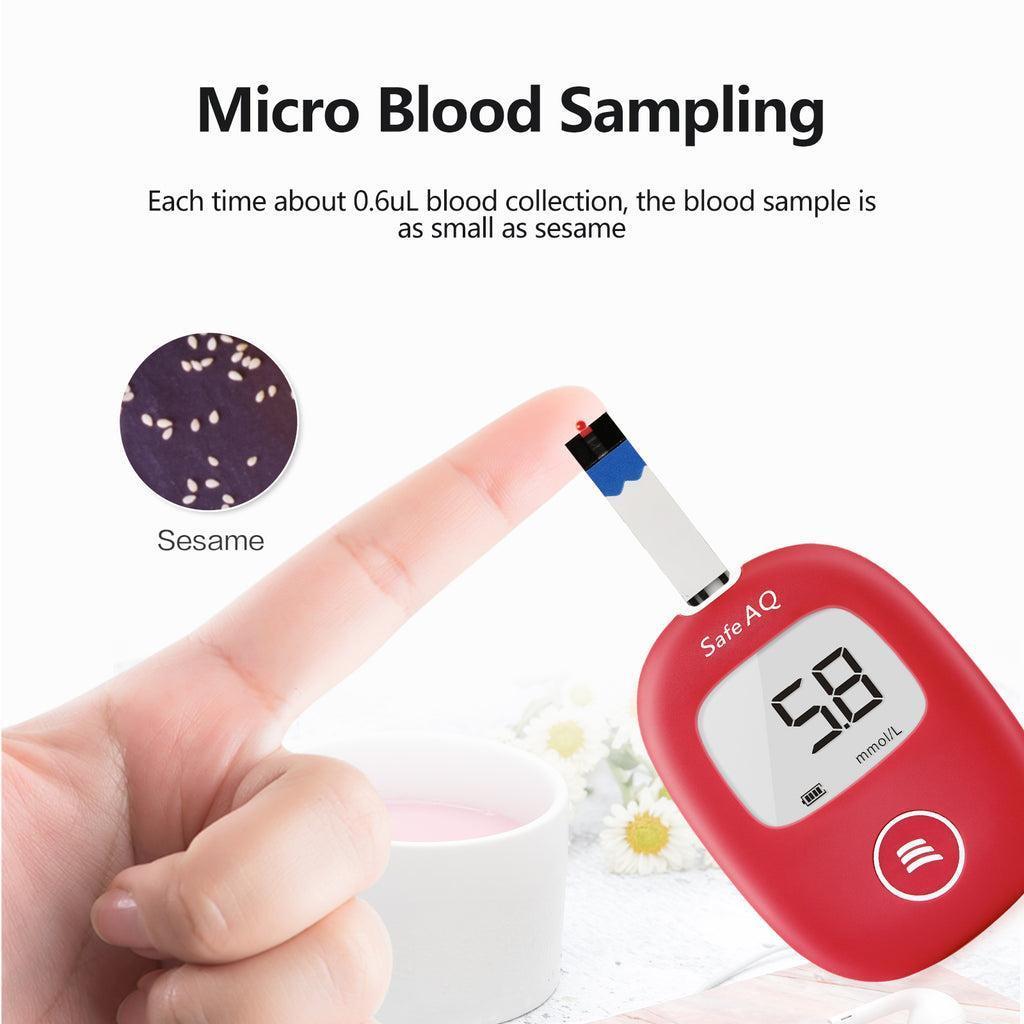 Micro Blood Sampling
Each time about 0.6uL blood collection, the blood sample is
as small as sesame
Sesame
Safe AQ
5.8
mmol/L